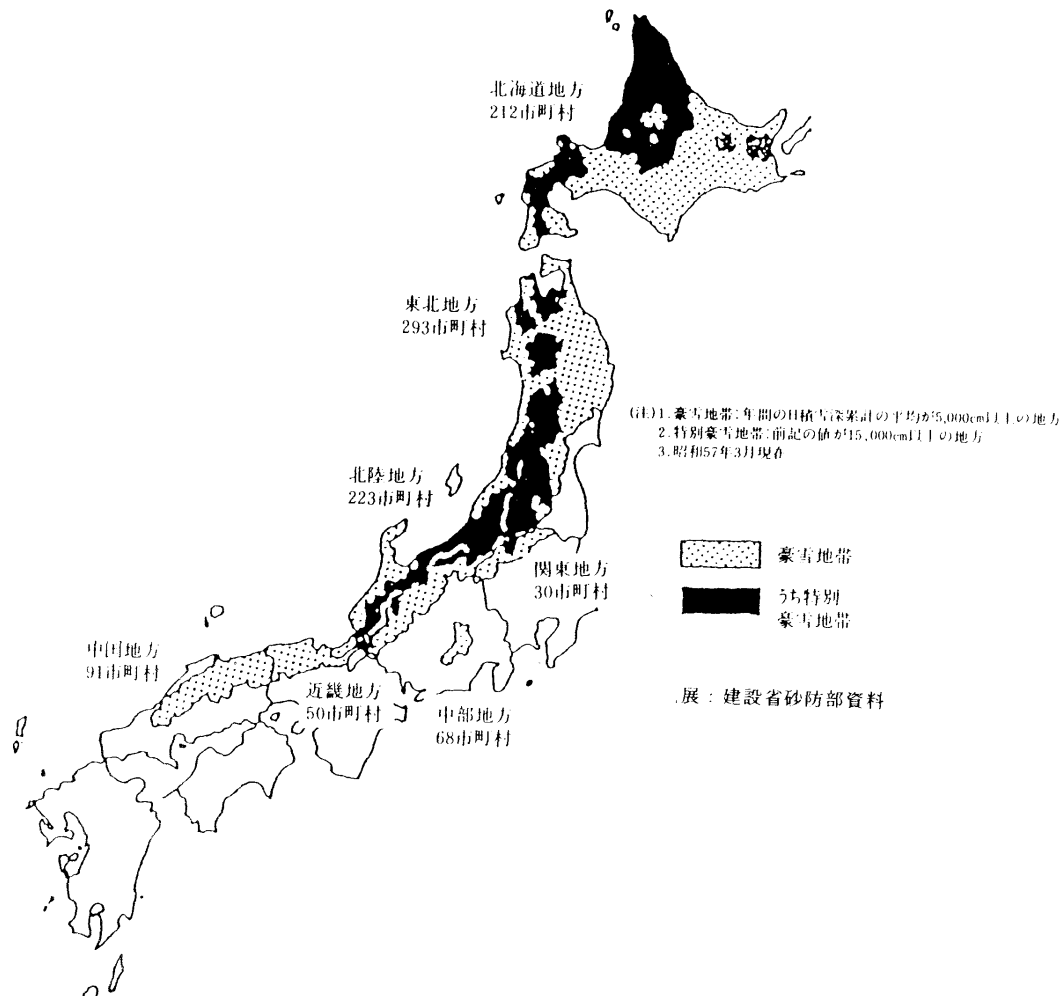 北海道地方
212市町村
東北地方
293市町村
(注)1. 豪雪地帯:年間の日積雪深累計の平均が5,000cm以上の地方
2. 特別豪雪地帯:前記の値が15,000cm以上の地方
3. 昭和57年3月現在
北陸地方
223市町村
豪雪地帯
うち特別
豪雪地帯
関東地方
30市町村
中国地方
91市町村
近畿地方
50市町村
中部地方
68市町村
展:建設省砂防部資料